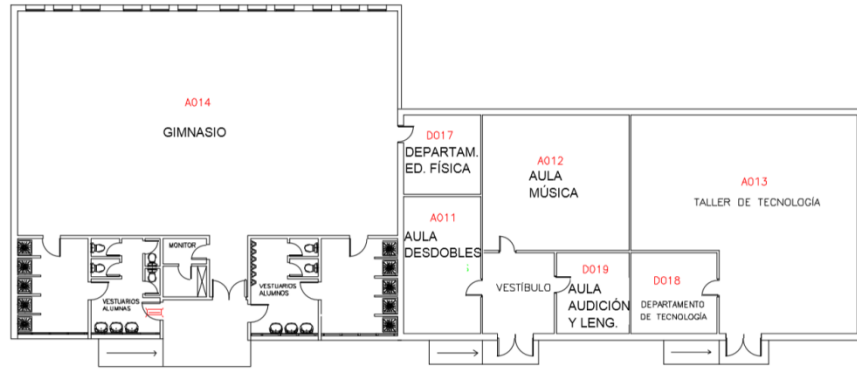 A014
GIMNASIO
D017
DEPARTAM.
ED. FÍSICA
A012
AULA
MÚSICA
A013
TALLER DE TECNOLOGÍA
A011
AULA
DESDOBLES
MONITOR
VESTUARIOS
ALUMNAS
VESTUARIOS
ALUMNOS
VESTÍBULO
D019
AULA
AUDICIÓN
Y LENG.
D018
DEPARTAMENTO
DE TECNOLOGÍA